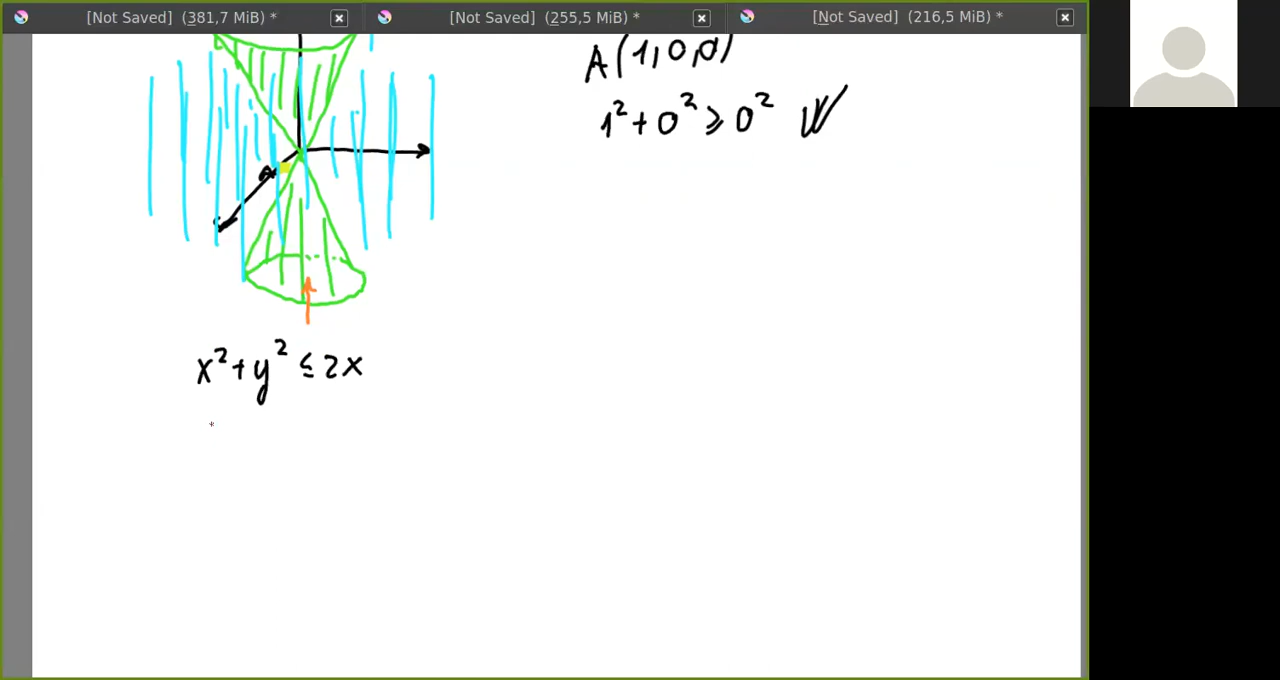 [Not Saved] (381,7 MiB) * [Not Saved] (255,5 MiB) * [Not Saved] (216,5 MiB) *
A(1,0,0)
1²+0²⩾0²
A
x²+y²≤2x